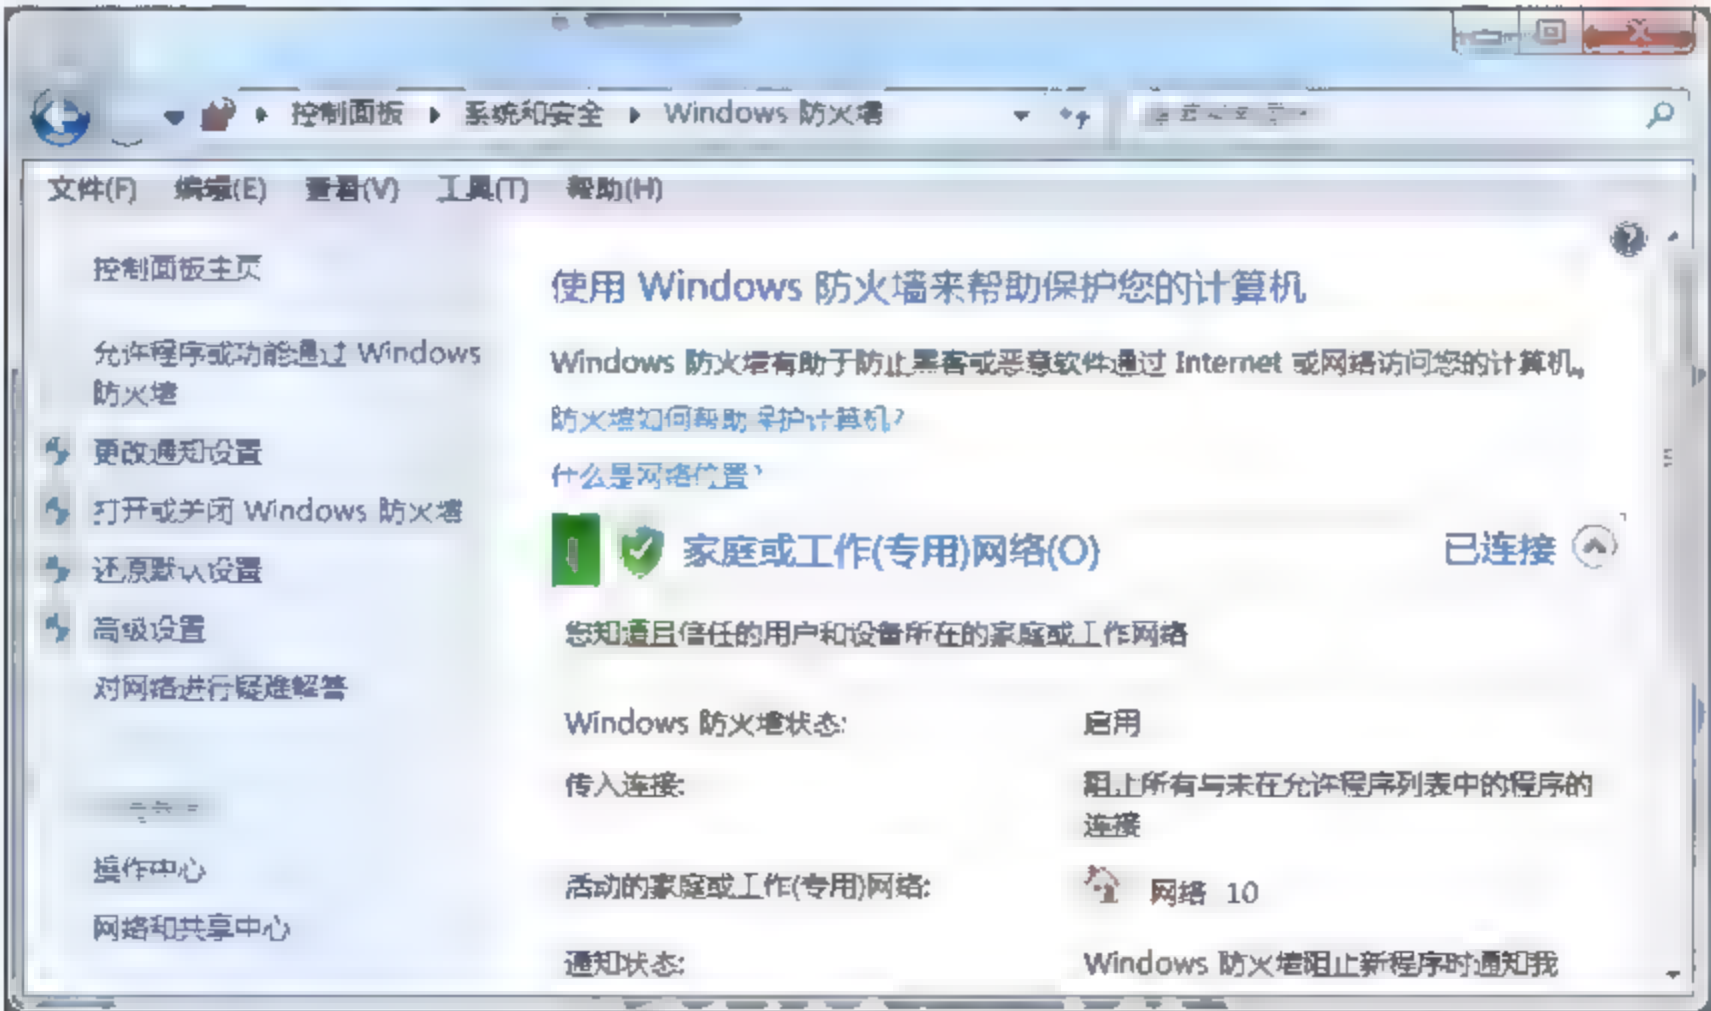 控制面板 系统和安全 Windows 防火墙
文件(F) 编辑(E) 查看(V) 工具(T) 帮助(H)
控制面板主页
允许程序或功能通过 Windows
防火墙
更改通知设置
打开或关闭 Windows 防火墙
还原默认设置
高级设置
对网络进行疑难解答
操作中心
网络和共享中心
使用 Windows 防火墙来帮助保护您的计算机
Windows 防火墙有助于防止黑客或恶意软件通过 Internet 或网络访问您的计算机。
防火墙如何帮助保护计算机?
什么是网络位置?
家庭或工作(专用)网络(O) 已连接
您知道且信任的用户和设备所在的家庭或工作网络
Windows 防火墙状态: 启用
传入连接: 阻止所有与未在允许程序列表中的程序的
连接
活动的家庭或工作(专用)网络: 网络 10
通知状态: Windows 防火墙阻止新程序时通知我